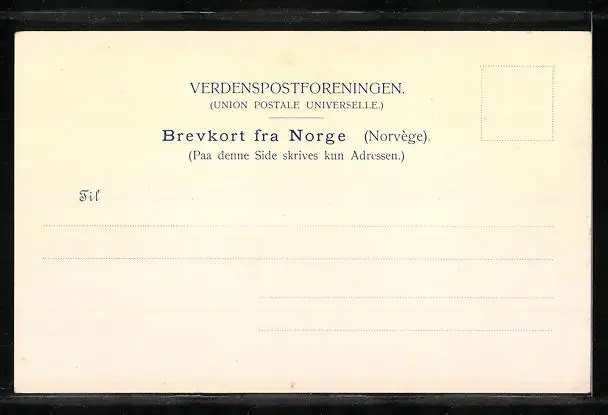 VERDENSPOSTFORENINGEN.
(UNION POSTALE UNIVERSELLE.)
Brevkort fra Norge (Norvège).
(Paa denne Side skrives kun Adressen.)
Til